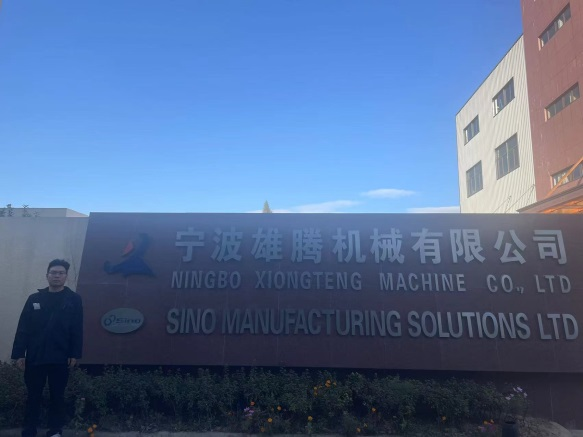 宁波雄腾机械有限公司
NINGBO XIONGTENG MACHINE CO., LTD
SINO MANUFACTURING SOLUTIONS LTD